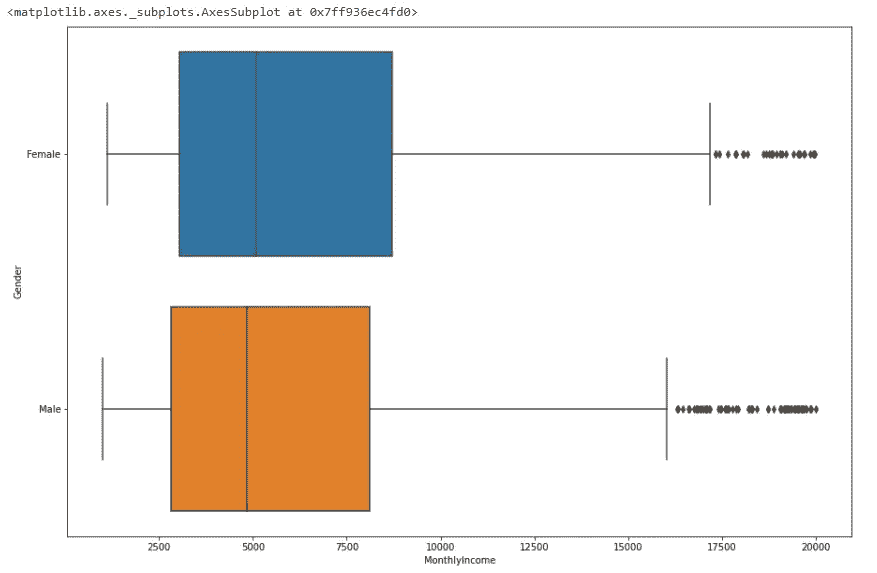 <matplotlib.axes._subplots.AxesSubplot at 0x7ff936ec4fd0>
Female
Gender
Male
2500 5000 7500 10000 12500 15000 17500 20000
MonthlyIncome